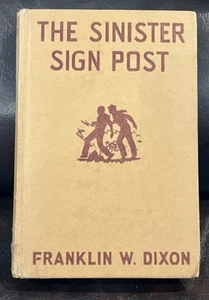 THE SINISTER
SIGN POST
FRANKLIN W. DIXON